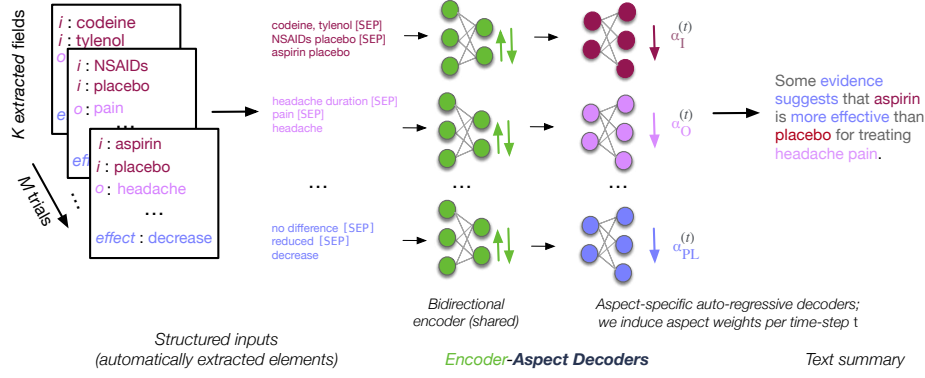 K extracted fields
M trials
i : codeine
i : tylenol
o
ef
i : NSAIDs
i : placebo
o : pain
...
eff
i : aspirin
i : placebo
o : headache
...
effect : decrease
...
codeine, tylenol [SEP]
NSAIDs placebo [SEP]
aspirin placebo
headache duration [SEP]
pain [SEP]
headache
...
no difference [SEP]
reduced [SEP]
decrease
...
...
α_I^(t)
α_O^(t)
α_PL^(t)
Some evidence
suggests that aspirin
is more effective than
placebo for treating
headache pain.
Bidirectional
encoder (shared)
Aspect-specific auto-regressive decoders;
we induce aspect weights per time-step t
Structured inputs
(automatically extracted elements)
Encoder-Aspect Decoders
Text summary